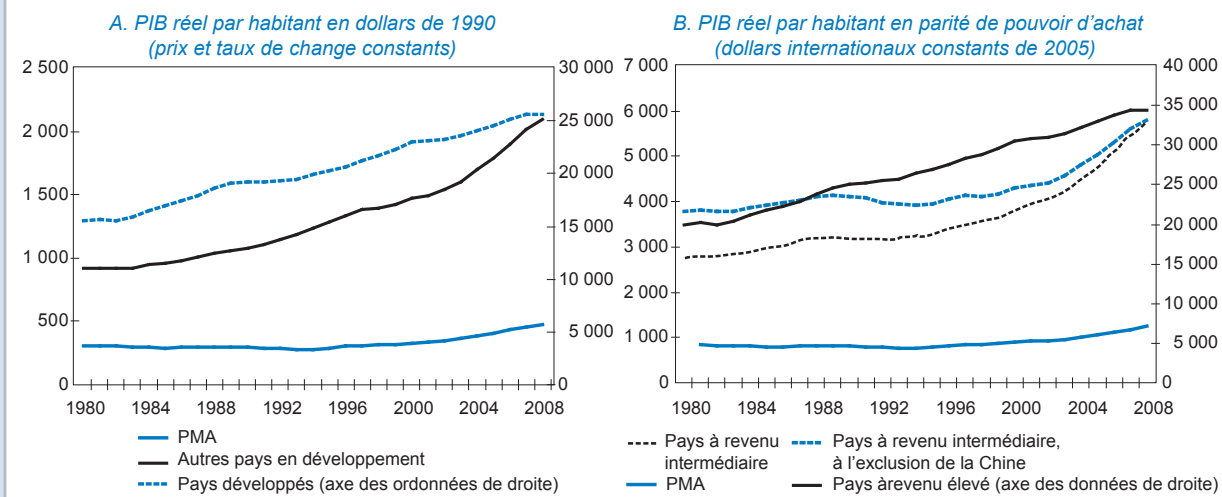 A. PIB réel par habitant en dollars de 1990
(prix et taux de change constants)
2 500
2 000
1 500
1 000
500
0
30 000
25 000
20 000
15 000
10 000
5 000
0
1980 1984 1988 1992 1996 2000 2004 2008
PMA
Autres pays en développement
Pays développés (axe des ordonnées de droite)
B. PIB réel par habitant en parité de pouvoir d’achat
(dollars internationaux constants de 2005)
7 000
6 000
5 000
4 000
3 000
2 000
1 000
0
40 000
35 000
30 000
25 000
20 000
15 000
10 000
5 000
0
1980 1984 1988 1992 1996 2000 2004 2008
Pays à revenu
intermédiaire
Pays à revenu intermédiaire,
à l’exclusion de la Chine
PMA
Pays àrevenu élevé (axe des données de droite)